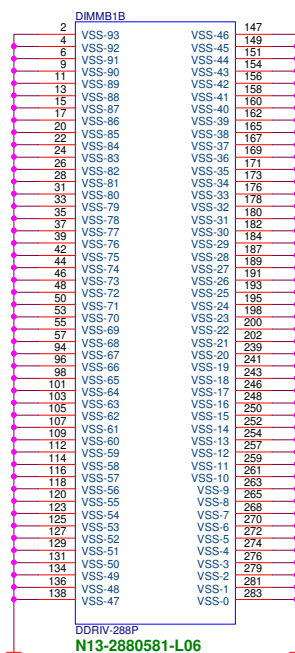 DIMMB1B
2 VSS-93 VSS-46 147
4 VSS-92 VSS-45 149
6 VSS-91 VSS-44 151
9 VSS-90 VSS-43 154
11 VSS-89 VSS-42 156
13 VSS-88 VSS-41 158
15 VSS-87 VSS-40 160
17 VSS-86 VSS-39 162
20 VSS-85 VSS-38 165
22 VSS-84 VSS-37 167
24 VSS-83 VSS-36 169
26 VSS-82 VSS-35 171
28 VSS-81 VSS-34 173
31 VSS-80 VSS-33 176
33 VSS-79 VSS-32 178
35 VSS-78 VSS-31 180
37 VSS-77 VSS-30 182
39 VSS-76 VSS-29 184
42 VSS-75 VSS-28 187
44 VSS-74 VSS-27 189
46 VSS-73 VSS-26 191
48 VSS-72 VSS-25 193
50 VSS-71 VSS-24 195
53 VSS-70 VSS-23 198
55 VSS-69 VSS-22 200
57 VSS-68 VSS-21 202
94 VSS-67 VSS-20 239
96 VSS-66 VSS-19 241
98 VSS-65 VSS-18 243
101 VSS-64 VSS-17 246
103 VSS-63 VSS-16 248
105 VSS-62 VSS-15 250
107 VSS-61 VSS-14 252
109 VSS-60 VSS-13 254
112 VSS-59 VSS-12 257
114 VSS-58 VSS-11 259
116 VSS-57 VSS-10 261
118 VSS-56 VSS-9 263
120 VSS-55 VSS-8 265
123 VSS-54 VSS-7 268
125 VSS-53 VSS-6 270
127 VSS-52 VSS-5 272
129 VSS-51 VSS-4 274
131 VSS-50 VSS-3 276
134 VSS-49 VSS-2 279
136 VSS-48 VSS-1 281
138 VSS-47 VSS-0 283
DDRIV-288P
N13-2880581-L06